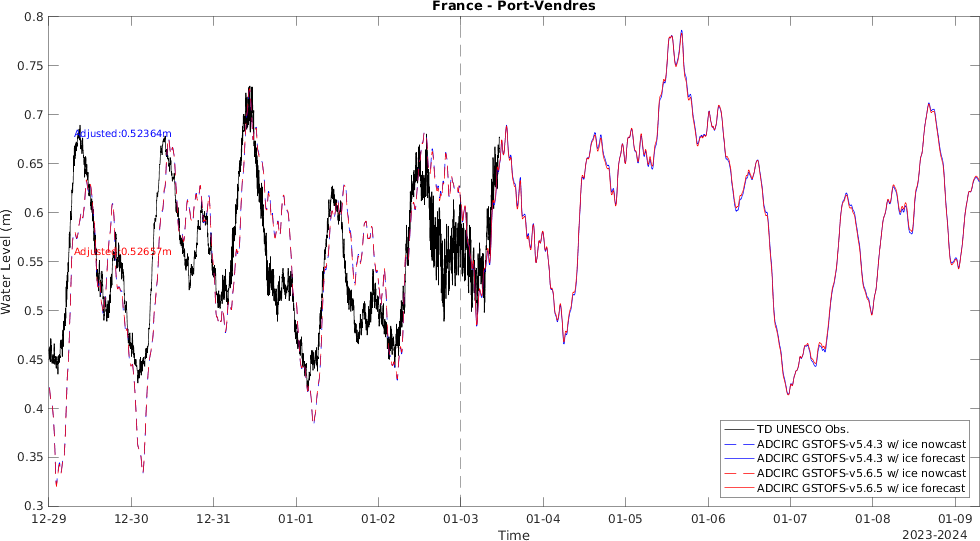 France - Port-Vendres
0.8
0.75
0.7
0.65
0.6
0.55
0.5
0.45
0.4
0.35
0.3
Water Level (m)
Adjusted:0.52364m
Adjusted:0.52657m
TD UNESCO Obs.
ADCIRC GSTOFS-v5.4.3 w/ ice nowcast
ADCIRC GSTOFS-v5.4.3 w/ ice forecast
ADCIRC GSTOFS-v5.6.5 w/ ice nowcast
ADCIRC GSTOFS-v5.6.5 w/ ice forecast
12-29 12-30 12-31 01-01 01-02 01-03 01-04 01-05 01-06 01-07 01-08 01-09
Time
2023-2024